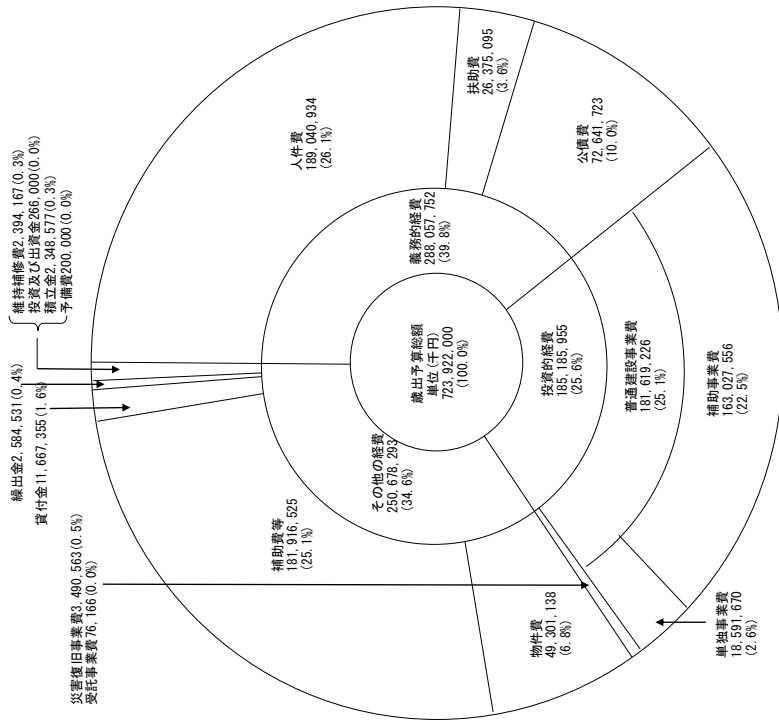 歳出予算総額
単位(千円)
723,922,000
(100.0%)
義務的経費
288,057,752
(39.8%)
人件費
189,040,934
(26.1%)
扶助費
26,375,095
(3.6%)
公債費
72,641,723
(10.0%)
投資的経費
185,185,955
(25.6%)
普通建設事業費
181,619,226
(25.1%)
補助事業費
163,027,556
(22.5%)
単独事業費
18,591,670
(2.6%)
災害復旧事業費3,490,563(0.5%)
受託事業費76,166(0.0%)
その他の経費
250,678,293
(34.6%)
物件費
49,301,138
(6.8%)
補助費等
181,916,525
(25.1%)
貸付金11,667,355(1.6%)
繰出金2,584,531(0.4%)
維持補修費2,394,167(0.3%)
投資及び出資金266,000(0.0%)
積立金2,348,577(0.3%)
予備費200,000(0.0%)